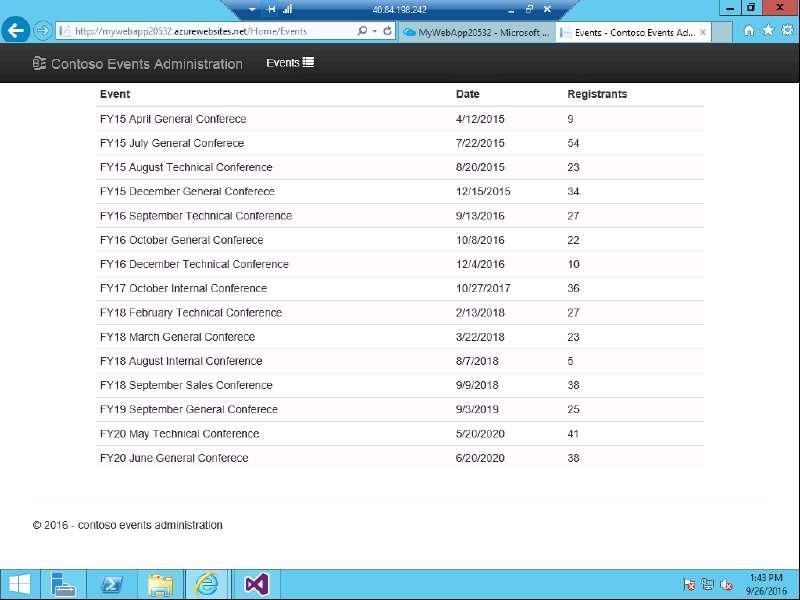 40.84.198.242
http://mywebapp20532.azurewebsites.net/Home/Events
MyWebApp20532 - Microsoft ...
Events - Contoso Events Ad...
Contoso Events Administration
Events
Event Date Registrants
FY15 April General Conferece 4/12/2015 9
FY15 July General Conferece 7/22/2015 54
FY15 August Technical Conference 8/20/2015 23
FY15 December General Conferece 12/15/2015 34
FY16 September Technical Conference 9/13/2016 27
FY16 October General Conferece 10/8/2016 22
FY16 December Technical Conference 12/4/2016 10
FY17 October Internal Conference 10/27/2017 36
FY18 February Technical Conference 2/13/2018 27
FY18 March General Conferece 3/22/2018 23
FY18 August Internal Conference 8/7/2018 5
FY18 September Sales Conference 9/9/2018 38
FY19 September General Conferece 9/3/2019 25
FY20 May Technical Conference 5/20/2020 41
FY20 June General Conferece 6/20/2020 38
© 2016 - contoso events administration
1:43 PM
9/26/2016